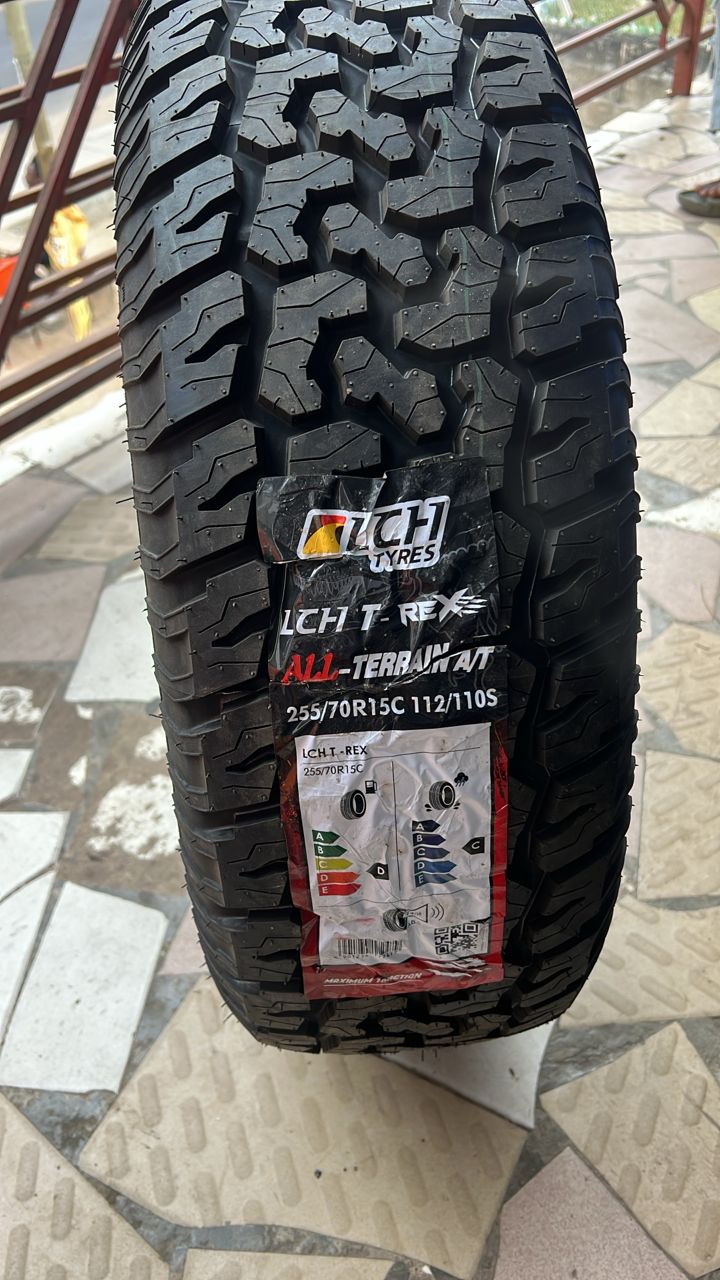 LCH
TYRES
LCH T-REX
ALL-TERRAIN A/T
255/70R15C 112/110S
LCH T -REX
255/70R15C
A
B
C
D
E
D
A
B
C
D
E
C
MAXIMUM TRACTION